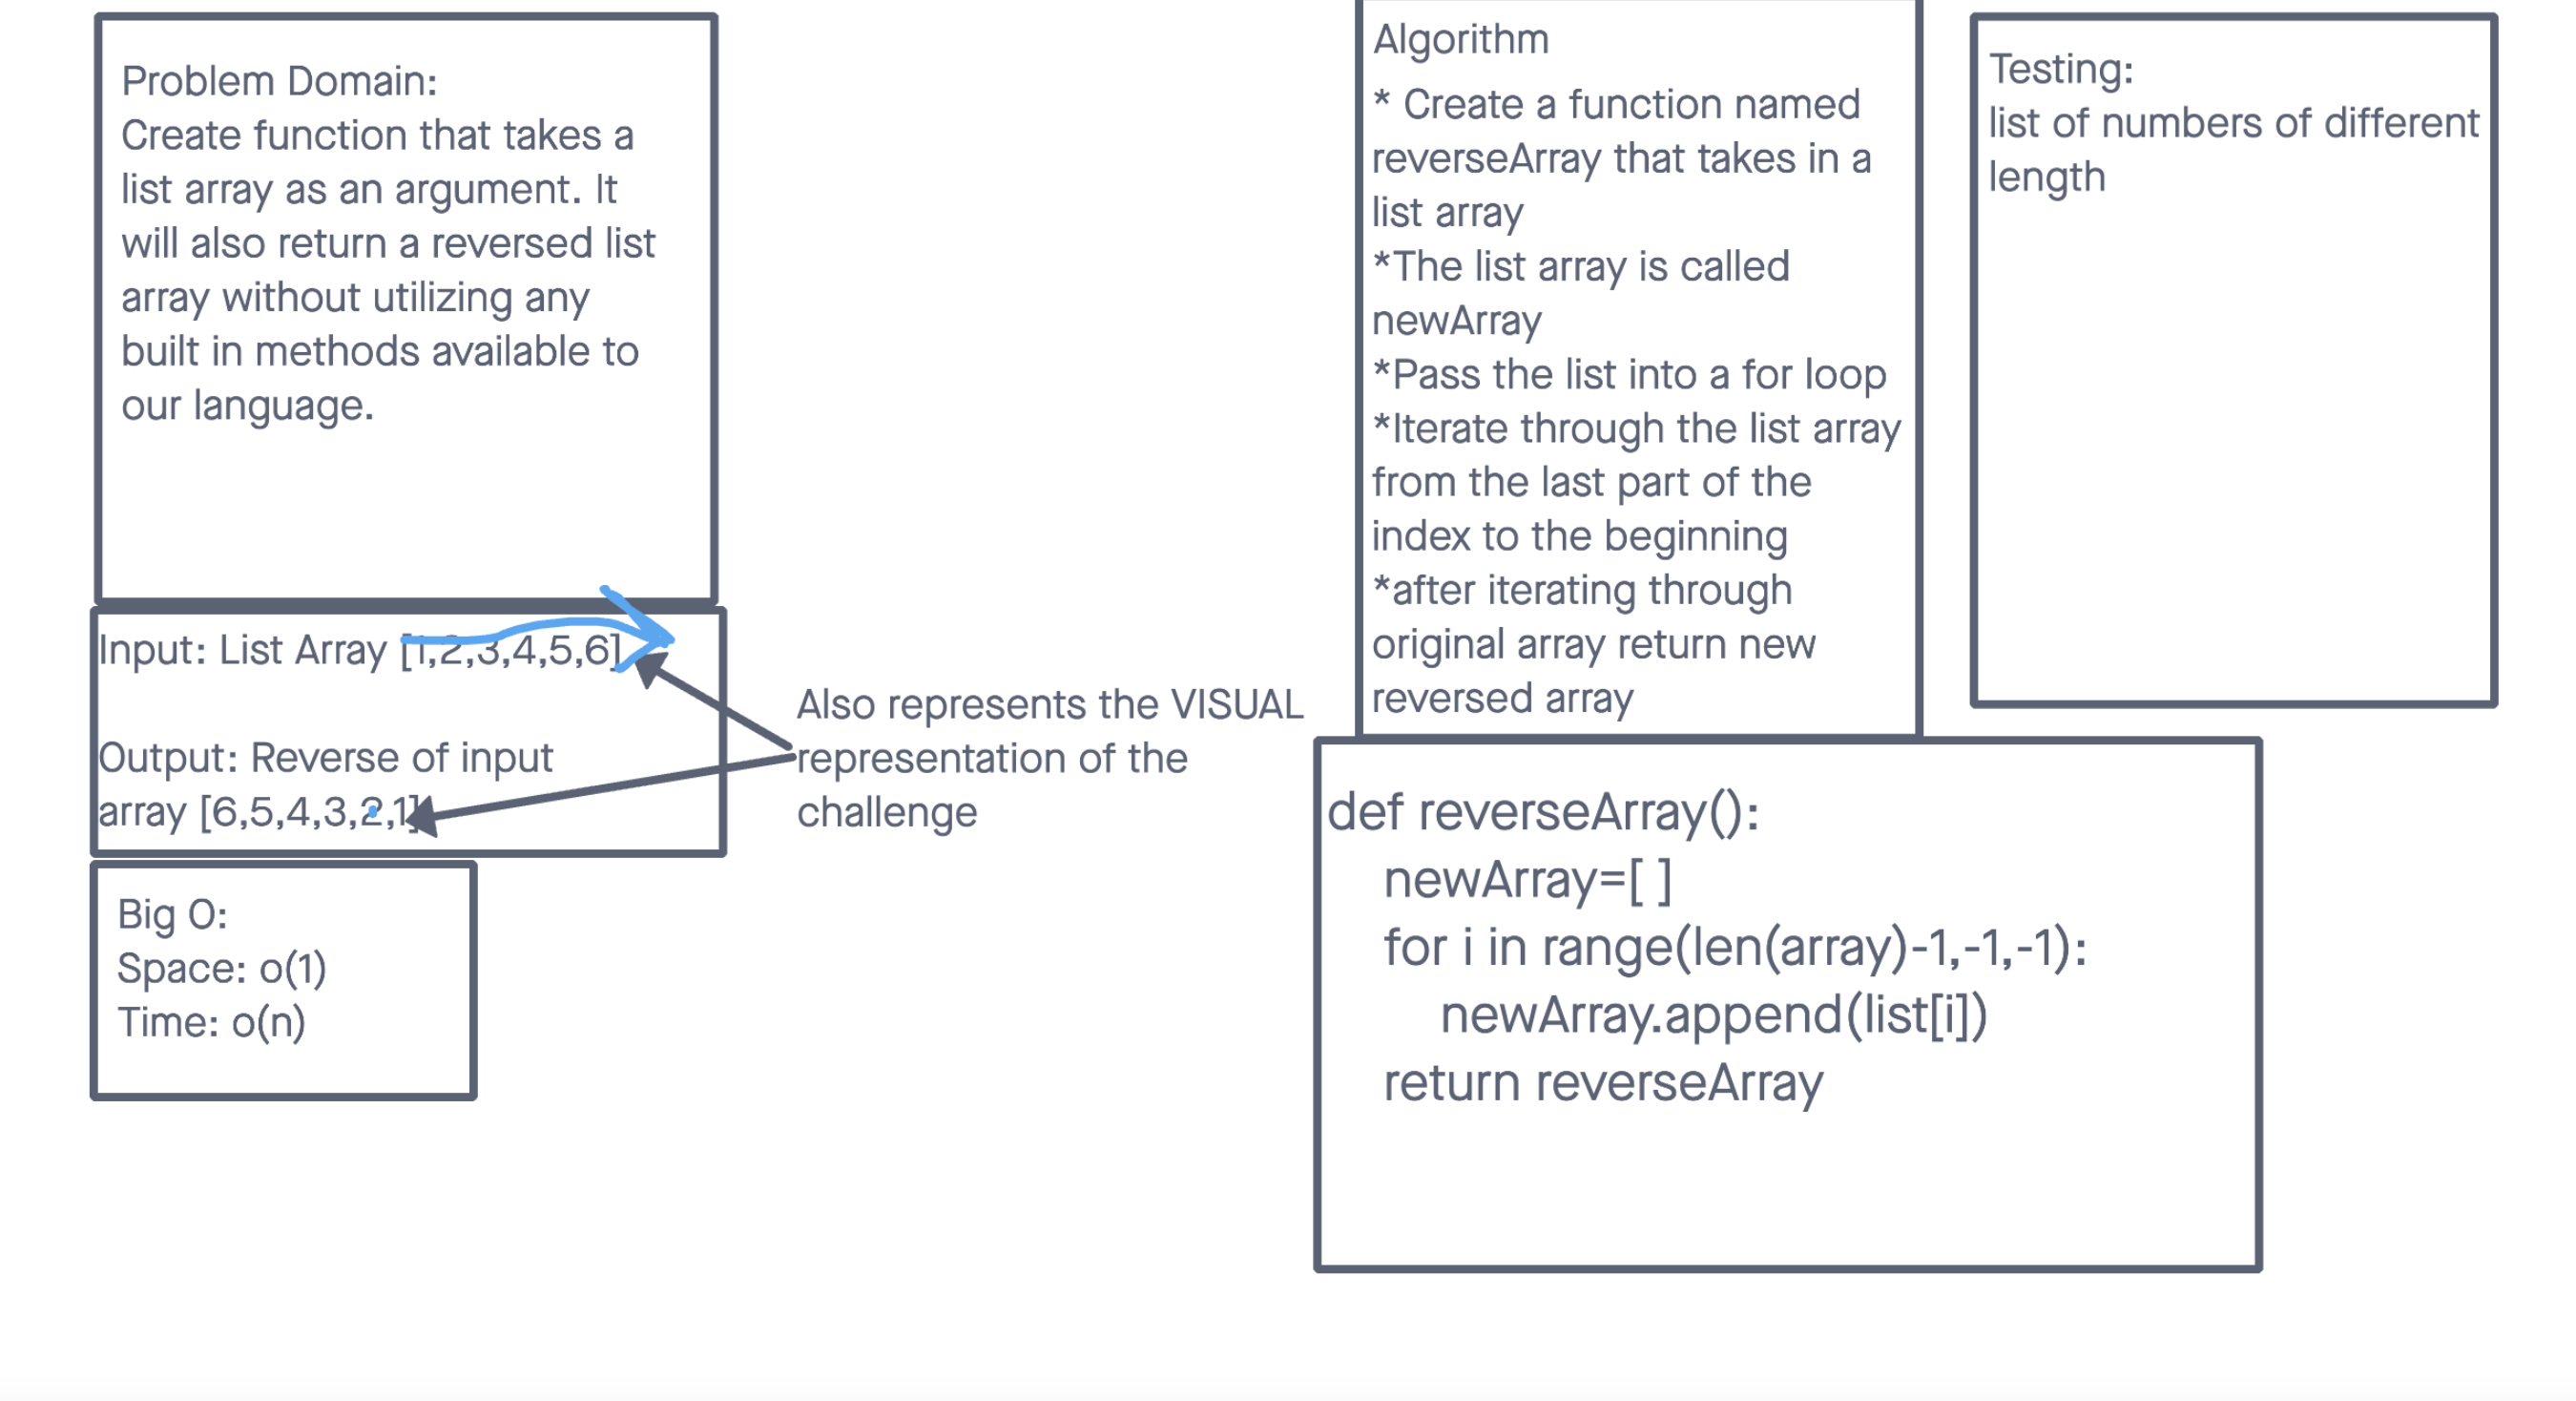 Problem Domain:
Create function that takes a
list array as an argument. It
will also return a reversed list
array without utilizing any
built in methods available to
our language.
Input: List Array [1,2,3,4,5,6]
Output: Reverse of input
array [6,5,4,3,2,1]
Also represents the VISUAL
representation of the
challenge
Big O:
Space: o(1)
Time: o(n)
Algorithm
* Create a function named
reverseArray that takes in a
list array
*The list array is called
newArray
*Pass the list into a for loop
*Iterate through the list array
from the last part of the
index to the beginning
*after iterating through
original array return new
reversed array
def reverseArray():
newArray=[ ]
for i in range(len(array)-1,-1,-1):
newArray.append(list[i])
return reverseArray
Testing:
list of numbers of different
length